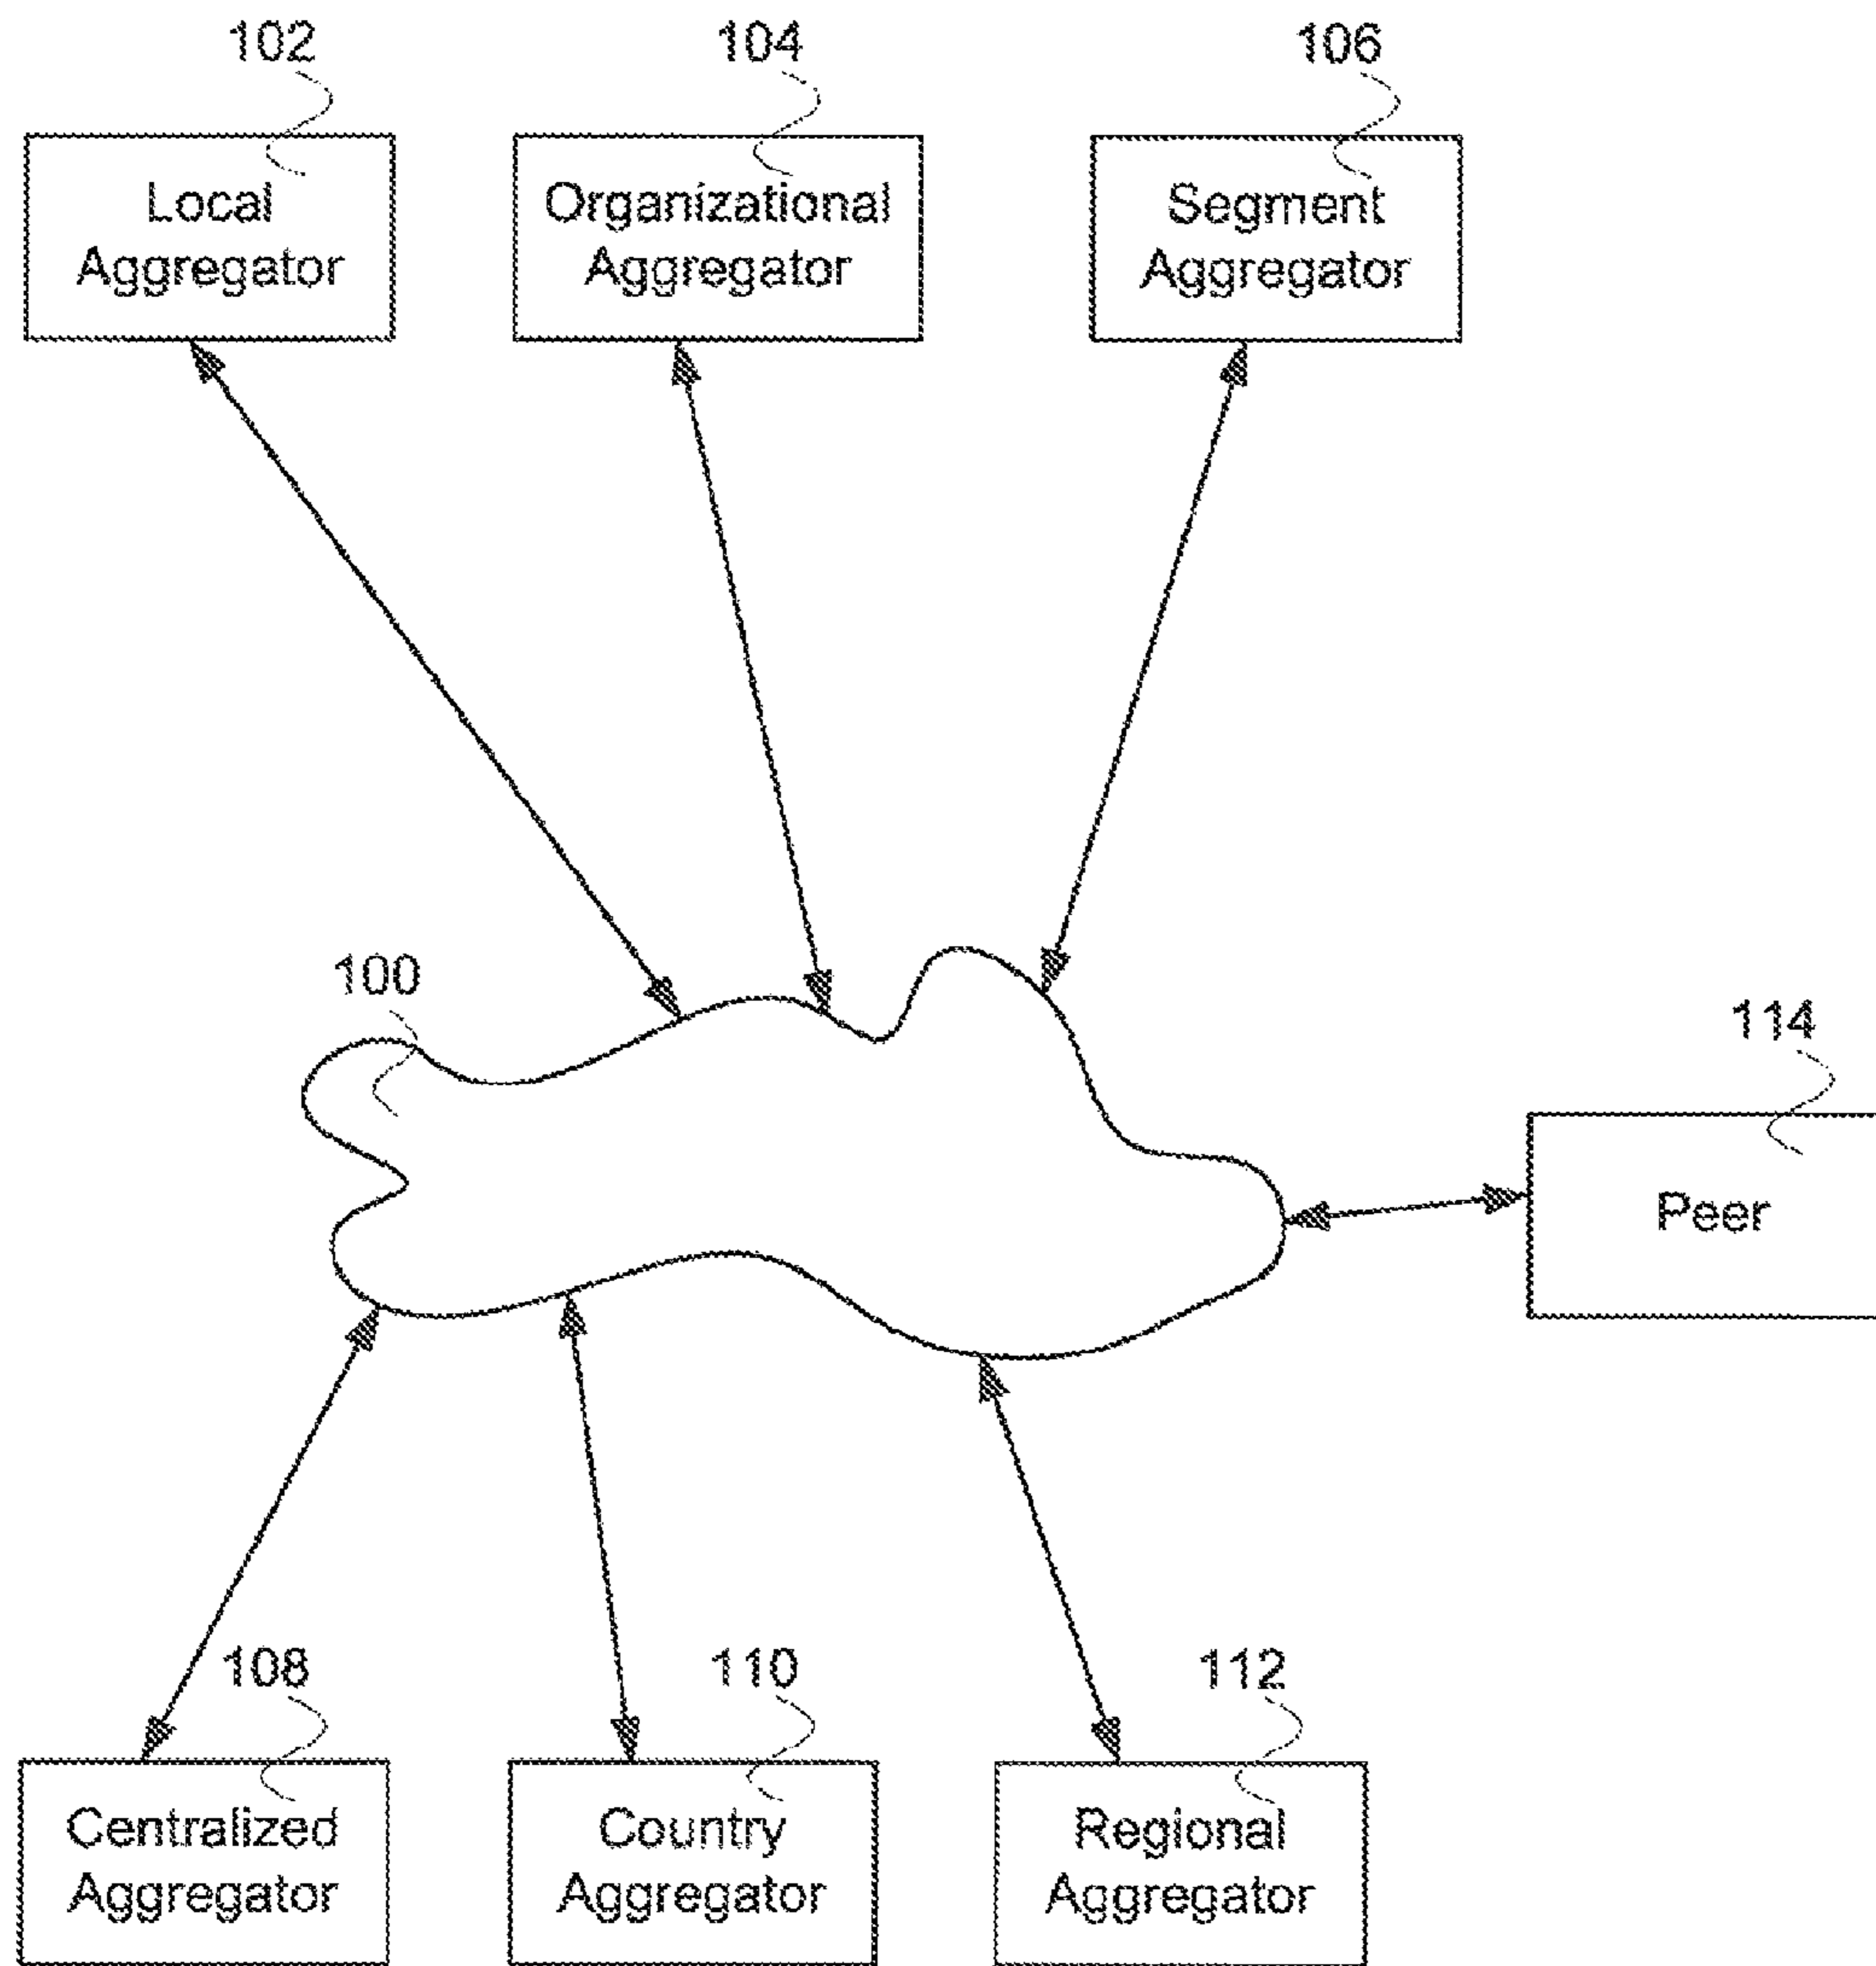 102
104
106
Local
Aggregator
Organizational
Aggregator
Segment
Aggregator
100
114
Peer
108
110
112
Centralized
Aggregator
Country
Aggregator
Regional
Aggregator